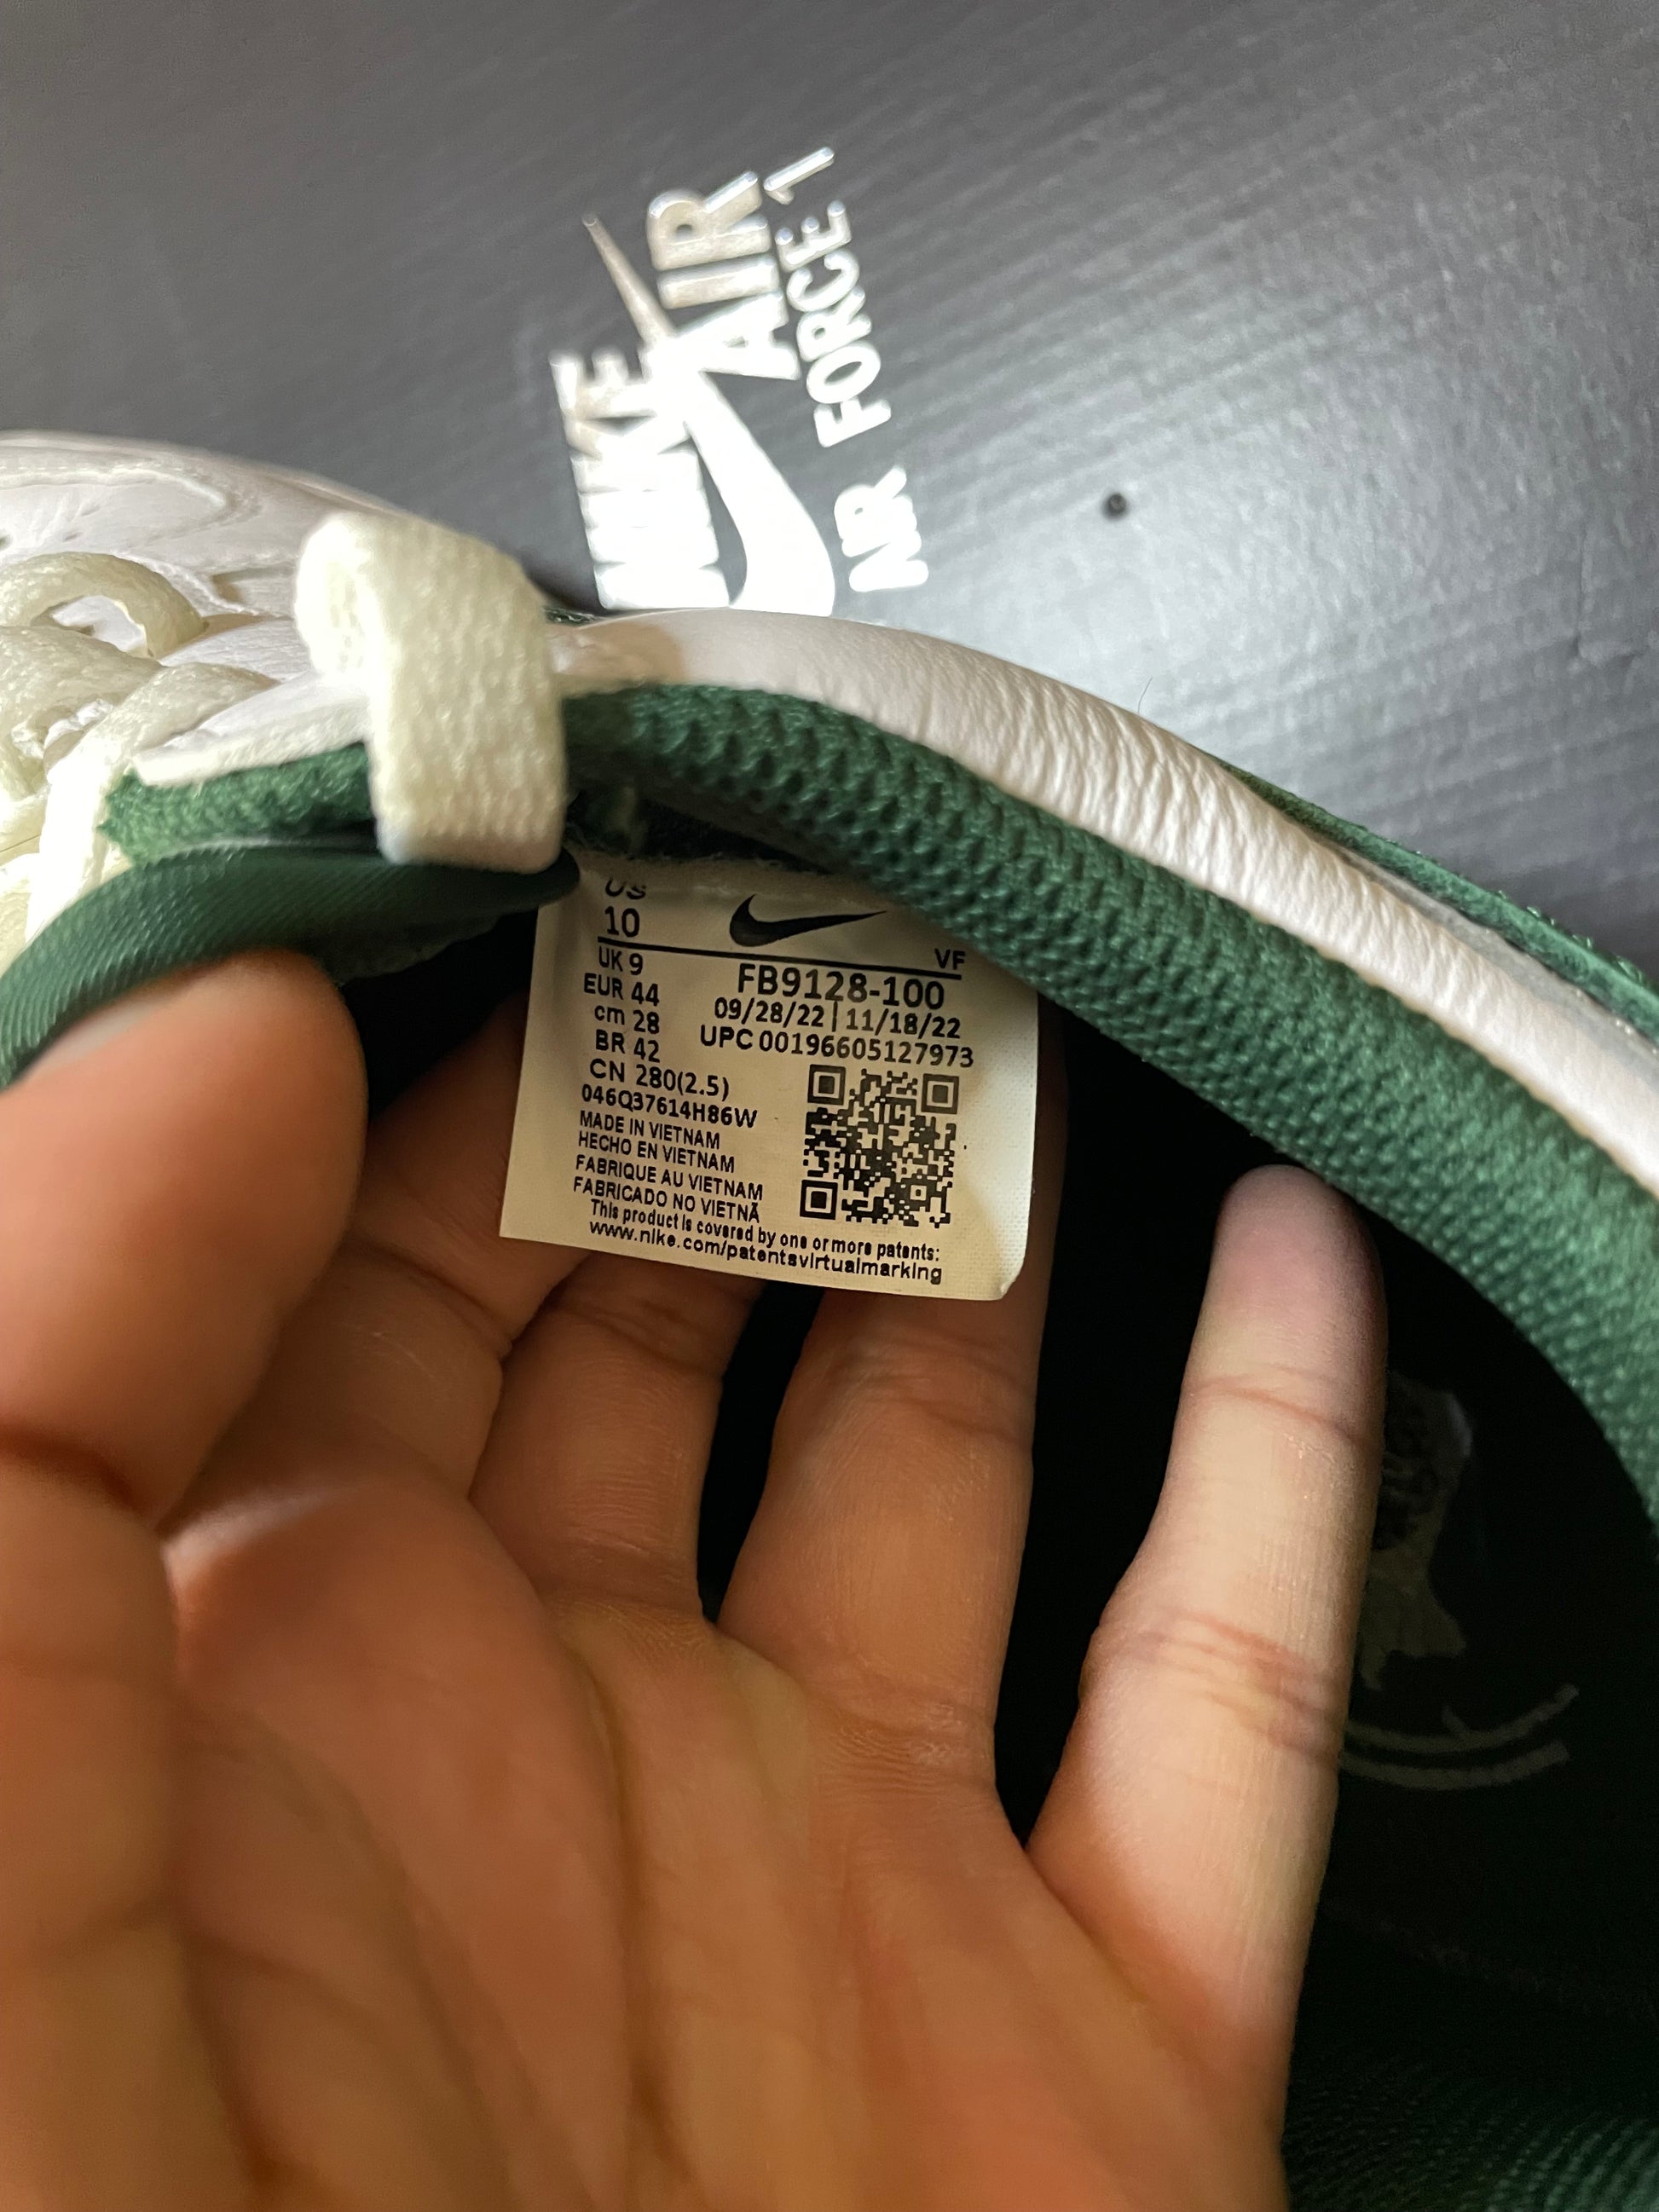 NIKE AIR
AIR FORCE 1
US
10
VF
UK 9
EUR 44
cm 28
BR 42
CN 280(2.5)
046Q37614H86W
FB9128-100
09/28/22 | 11/18/22
UPC 00196605127973
MADE IN VIETNAM
HECHO EN VIETNAM
FABRIQUE AU VIETNAM
FABRICADO NO VIETNÃ
This product is covered by one or more patents:
www.nike.com/patentsvirtualmarking